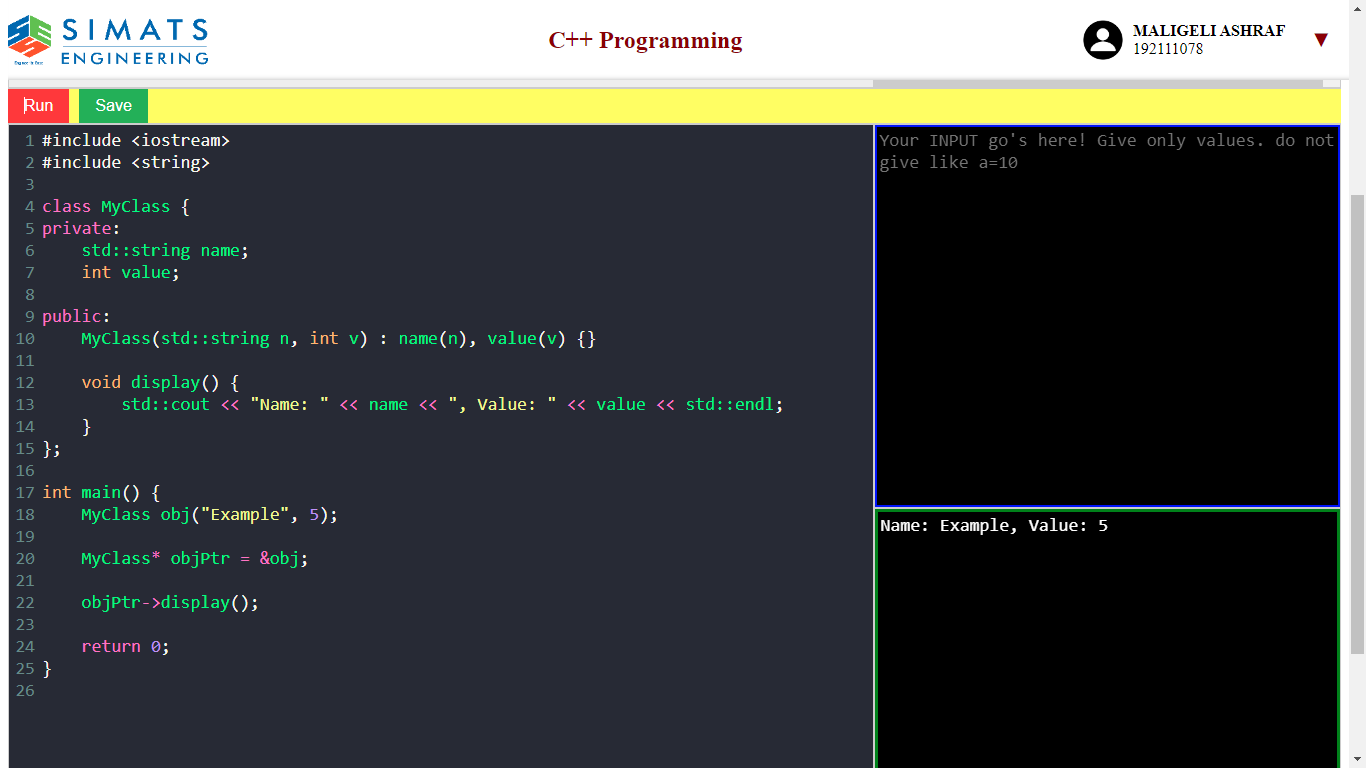 SIMATS
ENGINEERING
Engineer to Excel
C++ Programming
MALIGELI ASHRAF
192111078
▼
Run
Save
1 #include <iostream>
2 #include <string>
3
4 class MyClass {
5 private:
6     std::string name;
7     int value;
8
9 public:
10     MyClass(std::string n, int v) : name(n), value(v) {}
11
12     void display() {
13         std::cout << "Name: " << name << ", Value: " << value << std::endl;
14     }
15 };
16
17 int main() {
18     MyClass obj("Example", 5);
19
20     MyClass* objPtr = &obj;
21
22     objPtr->display();
23
24     return 0;
25 }
26
Your INPUT go's here! Give only values. do not
give like a=10
Name: Example, Value: 5